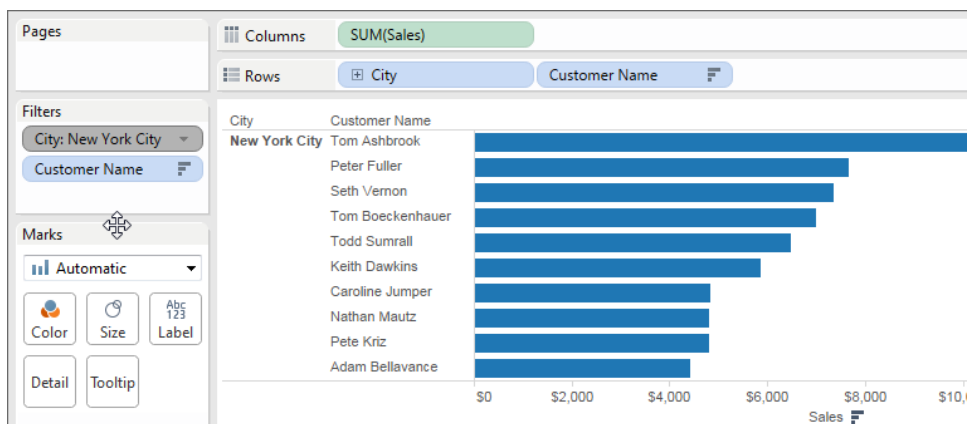 Pages
Columns
SUM(Sales)
Rows
City
Customer Name
Filters
City: New York City
Customer Name
Marks
Automatic
Color
Size
Abc
123
Label
Detail
Tooltip
City Customer Name
New York City Tom Ashbrook
Peter Fuller
Seth Vernon
Tom Boeckenhauer
Todd Sumrall
Keith Dawkins
Caroline Jumper
Nathan Mautz
Pete Kriz
Adam Bellavance
$0 $2,000 $4,000 $6,000 $8,000 $10,
Sales